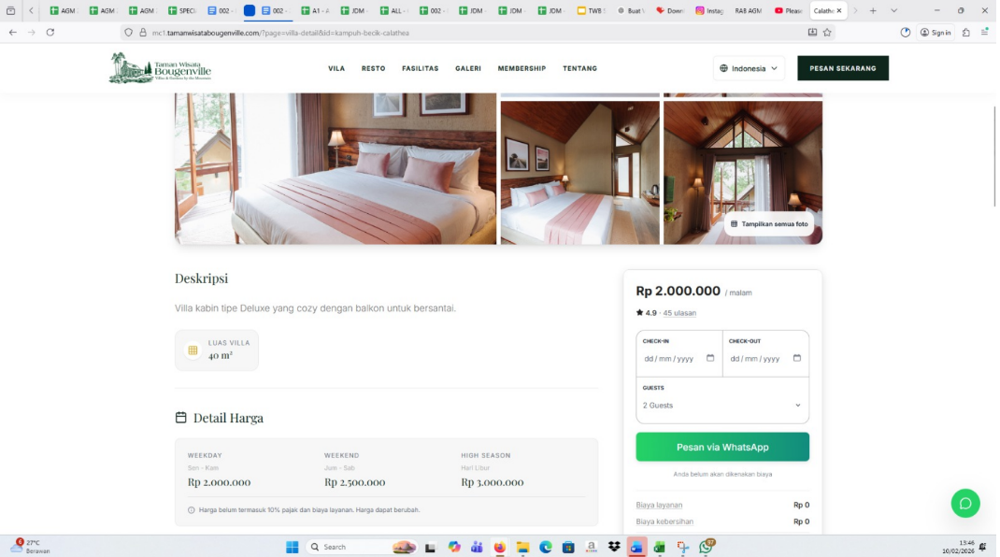 AGM
AGM
AGM
SPECI
002 -
002 -
A1 - A
JDM -
ALL -
002 -
JDM -
JDM -
JDM -
TWB S
Buat V
Down
Instag
RAB AGM
Please
Calathe
mc1.tamanwisatabougenville.com/?page=villa-detail&id=kampuh-becik-calathea
Sign in
Taman Wisata
Bougenville
VILA RESTO FASILITAS GALERI MEMBERSHIP TENTANG
Indonesia
PESAN SEKARANG
Tampilkan semua foto
Deskripsi
Villa kabin tipe Deluxe yang cozy dengan balkon untuk bersantai.
LUAS VILLA
40 m²
Detail Harga
WEEKDAY WEEKEND HIGH SEASON
Sen - Kam Jum - Sab Hari Libur
Rp 2.000.000 Rp 2.500.000 Rp 3.000.000
Harga belum termasuk 10% pajak dan biaya layanan. Harga dapat berubah.
Rp 2.000.000 / malam
4.9 · 45 ulasan
CHECK-IN CHECK-OUT
dd / mm / yyyy dd / mm / yyyy
GUESTS
2 Guests
Pesan via WhatsApp
Anda belum akan dikenakan biaya
Biaya layanan Rp 0
Biaya kebersihan Rp 0
6
27°C
Berawan
Search
97
13:46
10/02/2026